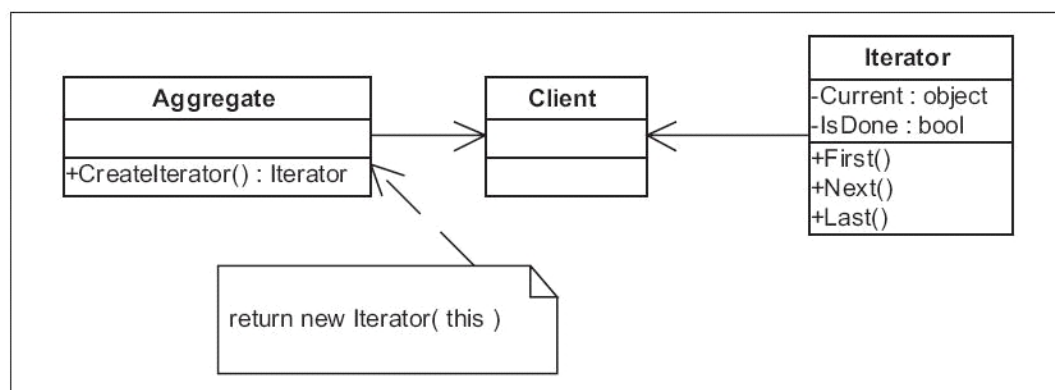 Aggregate
+CreateIterator() : Iterator
Client
Iterator
-Current : object
-IsDone : bool
+First()
+Next()
+Last()
return new Iterator( this )